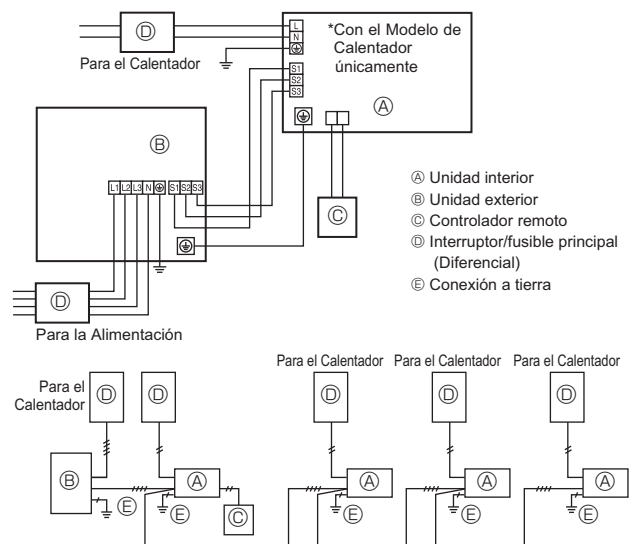 Ⓓ
Para el Calentador
L
N
*Con el Modelo de
Calentador
únicamente
S1
S2
S3
Ⓐ
Ⓑ
L1 L2 L3 N S1 S2 S3
Ⓒ
Ⓓ
Para la Alimentación
Ⓐ Unidad interior
Ⓑ Unidad exterior
Ⓒ Controlador remoto
Ⓓ Interruptor/fusible principal
(Diferencial)
Ⓔ Conexión a tierra
Para el
Calentador
Ⓓ
Ⓓ
Ⓑ
Ⓔ
Ⓐ
Ⓔ
Ⓒ
Para el Calentador
Ⓓ
Ⓐ
Ⓔ
Para el Calentador
Ⓓ
Ⓐ
Ⓔ
Para el Calentador
Ⓓ
Ⓐ
Ⓔ